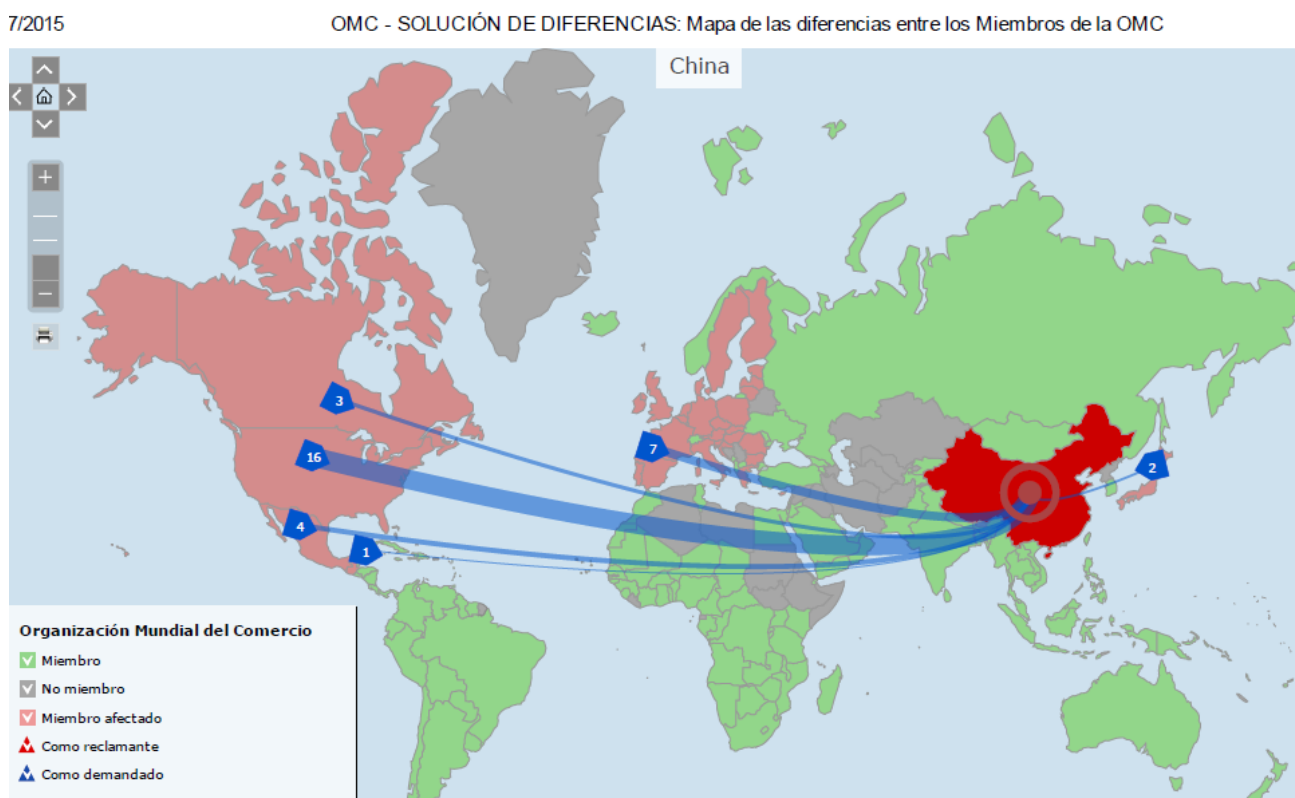 7/2015
OMC - SOLUCIÓN DE DIFERENCIAS: Mapa de las diferencias entre los Miembros de la OMC
China
3
16
7
2
4
1
Organización Mundial del Comercio
Miembro
No miembro
Miembro afectado
Como reclamante
Como demandado